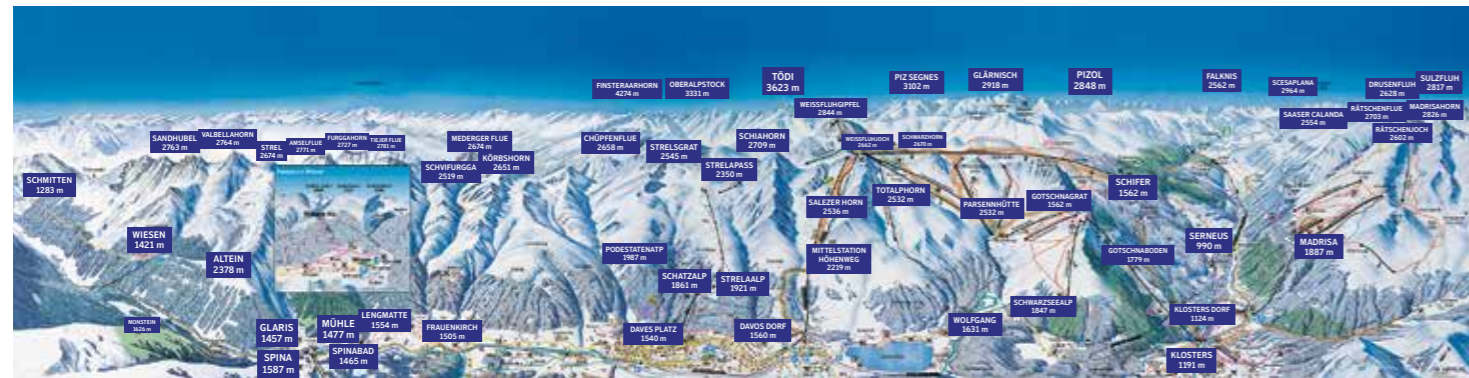 TÖDI
3623 m
FINSTERAARHORN
4274 m
OBERALPSTOCK
3331 m
PIZ SEGNES
3102 m
GLÄRNISCH
2918 m
PIZOL
2848 m
FALKNIS
2562 m
SCESAPLANA
2964 m
DRUSENFLUH
2628 m
SULZFLUH
2817 m
WEISSFLUHGIPFEL
2844 m
SAASER CALANDA
2554 m
RÄTSCHENFLUE
2703 m
MADRISAHORN
2826 m
RÄTSCHENJOCH
2602 m
SANDHUBEL
2763 m
VALBELLAHORN
2764 m
STREL
2674 m
AMSELFLUE
2771 m
FURGGAHORN
2727 m
TIEJER FLUE
2781 m
MEDERGER FLUE
2674 m
SCHVIFURGGA
2519 m
KÖRBSHORN
2651 m
CHÜPFENFLUE
2658 m
STRELSGRAT
2545 m
SCHIAHORN
2709 m
STRELAPASS
2350 m
WEISSFLUHJOCH
2662 m
SCHWARZHORN
2670 m
SCHMITTEN
1283 m
SALEZER HORN
2536 m
TOTALPHORN
2532 m
PARSENNHÜTTE
2532 m
GOTSCHNAGRAT
1562 m
SCHIFER
1562 m
WIESEN
1421 m
ALTEIN
2378 m
PODESTATENATP
1987 m
MITTELSTATION
HÖHENWEG
2219 m
GOTSCHNABODEN
1779 m
SERNEUS
990 m
MADRISA
1887 m
SCHATZALP
1861 m
STRELAALP
1921 m
SCHWARZSEEALP
1847 m
MONSTEIN
1626 m
GLARIS
1457 m
MÜHLE
1477 m
LENGMATTE
1554 m
FRAUENKIRCH
1505 m
DAVES PLATZ
1540 m
DAVOS DORF
1560 m
WOLFGANG
1631 m
KLOSTERS DORF
1124 m
SPINA
1587 m
SPINABAD
1465 m
KLOSTERS
1191 m